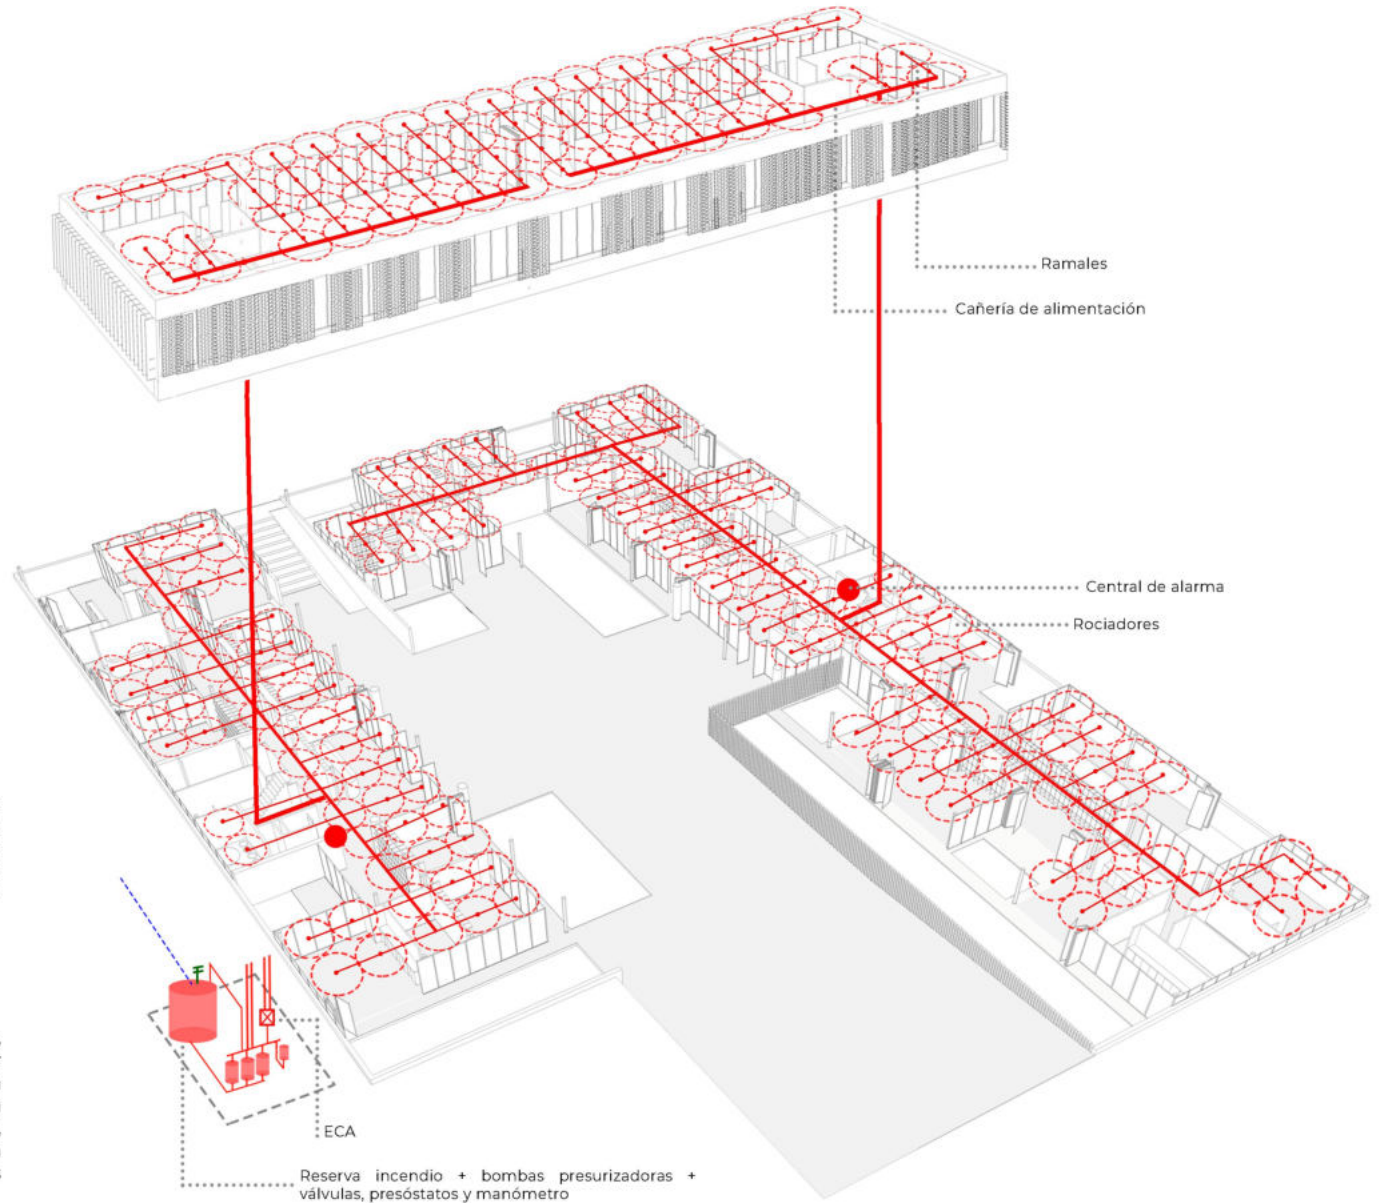 Ramales
Cañería de alimentación
Central de alarma
Rociadores
ECA
Reserva incendio + bombas presurizadoras +
válvulas, presóstatos y manómetro